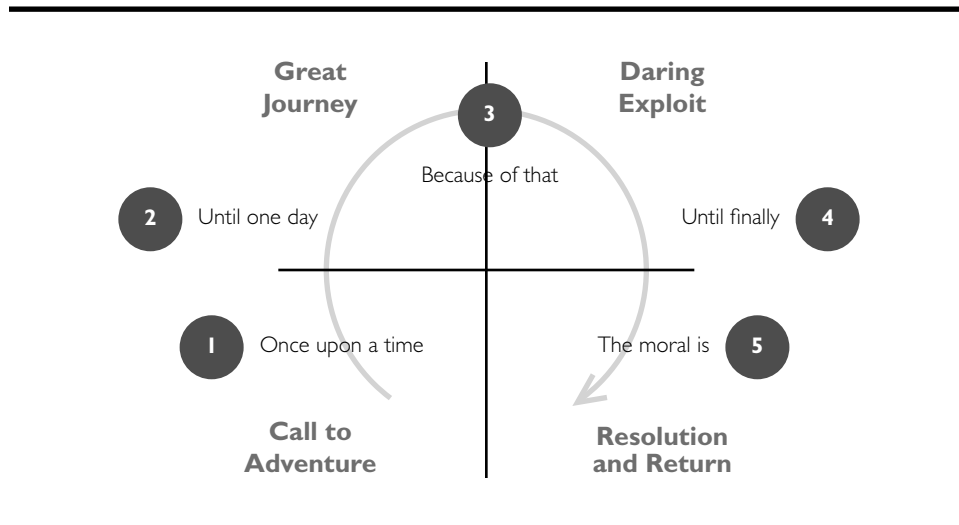 Great
Journey
Daring
Exploit
3
Because of that
2
Until one day
Until finally
4
1
Once upon a time
The moral is
5
Call to
Adventure
Resolution
and Return